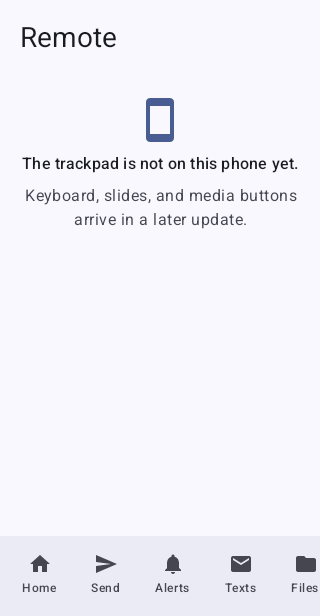 Remote
The trackpad is not on this phone yet.
Keyboard, slides, and media buttons
arrive in a later update.
Home
Send
Alerts
Texts
Files